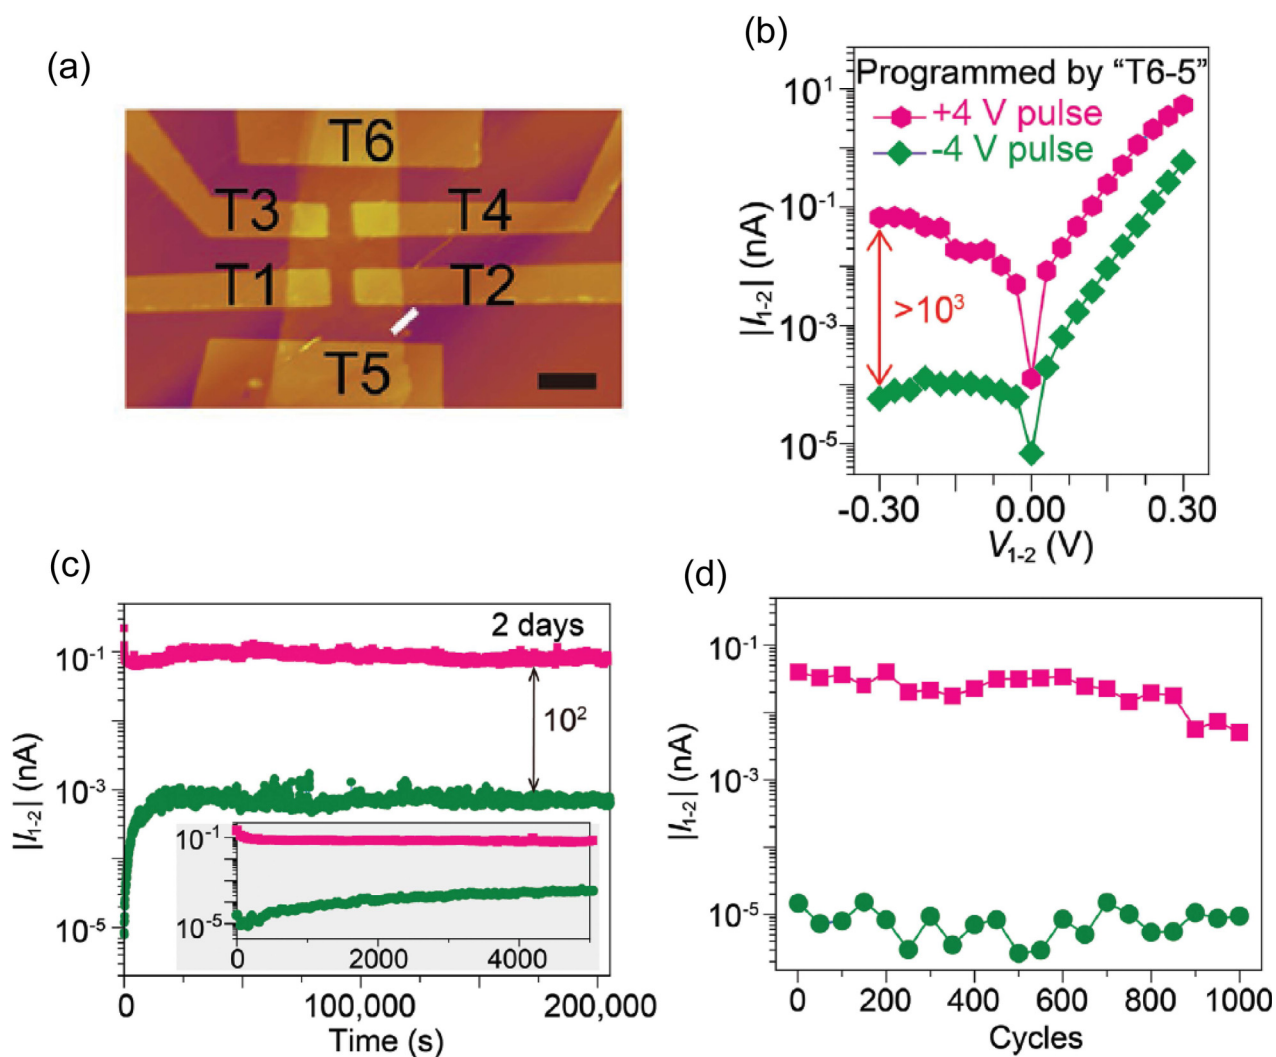 (a)
T6
T3 T4
T1 T2
T5
(b)
Programmed by “T6-5”
+4 V pulse
-4 V pulse
10¹
10⁻¹
10⁻³
10⁻⁵
|I₁₋₂| (nA)
>10³
-0.30 0.00 0.30
V₁₋₂ (V)
(c)
2 days
10⁻¹
10⁻³
10⁻⁵
|I₁₋₂| (nA)
10²
10⁻¹
10⁻⁵
0 2000 4000
0 100,000 200,000
Time (s)
(d)
10⁻¹
10⁻³
10⁻⁵
|I₁₋₂| (nA)
0 200 400 600 800 1000
Cycles